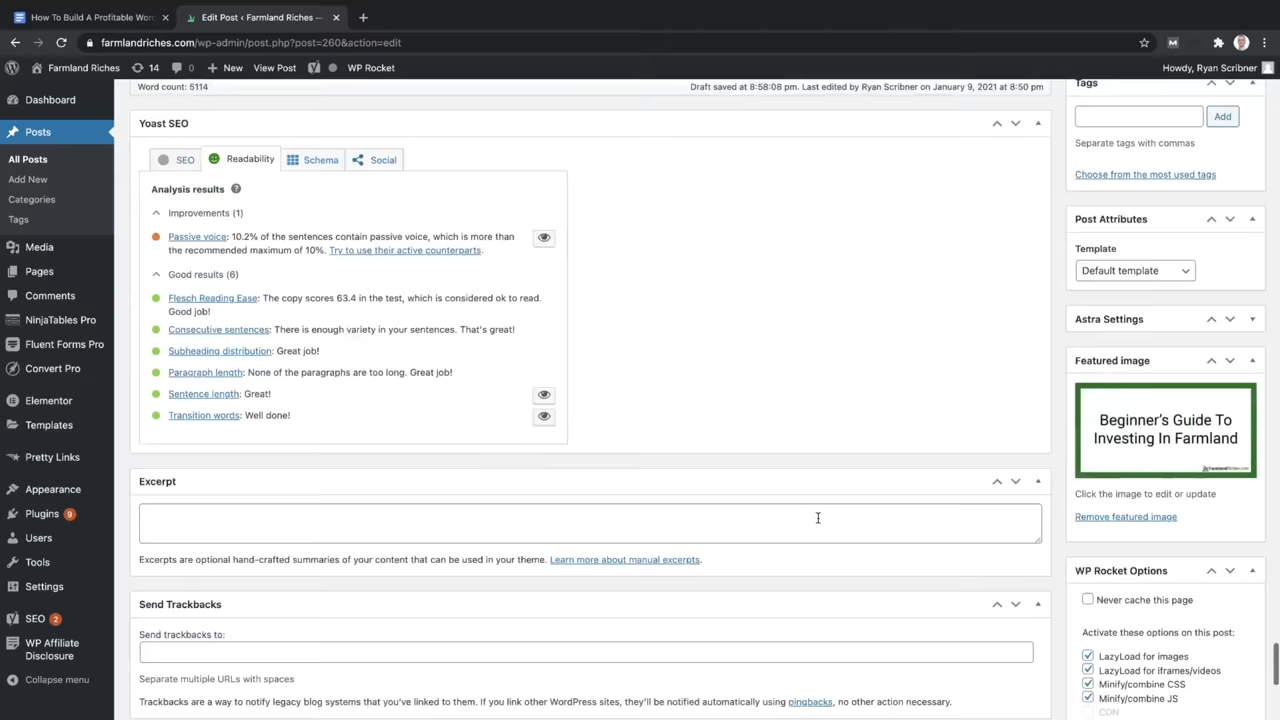 How To Build A Profitable Wor
Edit Post ‹ Farmland Riches —
farmlandriches.com/wp-admin/post.php?post=260&action=edit
Farmland Riches
14
0
New
View Post
WP Rocket
Howdy, Ryan Scribner
Dashboard
Posts
All Posts
Add New
Categories
Tags
Media
Pages
Comments
NinjaTables Pro
Fluent Forms Pro
Convert Pro
Elementor
Templates
Pretty Links
Appearance
Plugins 9
Users
Tools
Settings
SEO 2
WP Affiliate
Disclosure
Collapse menu
Word count: 5114
Draft saved at 8:58:08 pm. Last edited by Ryan Scribner on January 9, 2021 at 8:50 pm
Yoast SEO
SEO
Readability
Schema
Social
Analysis results
Improvements (1)
Passive voice: 10.2% of the sentences contain passive voice, which is more than
the recommended maximum of 10%. Try to use their active counterparts.
Good results (6)
Flesch Reading Ease: The copy scores 63.4 in the test, which is considered ok to read.
Good job!
Consecutive sentences: There is enough variety in your sentences. That's great!
Subheading distribution: Great job!
Paragraph length: None of the paragraphs are too long. Great job!
Sentence length: Great!
Transition words: Well done!
Excerpt
Excerpts are optional hand-crafted summaries of your content that can be used in your theme. Learn more about manual excerpts.
Send Trackbacks
Send trackbacks to:
Separate multiple URLs with spaces
Trackbacks are a way to notify legacy blog systems that you've linked to them. If you link other WordPress sites, they'll be notified automatically using pingbacks, no other action necessary.
Tags
Add
Separate tags with commas
Choose from the most used tags
Post Attributes
Template
Default template
Astra Settings
Featured image
Beginner's Guide To
Investing In Farmland
FarmlandRiches.com
Click the image to edit or update
Remove featured image
WP Rocket Options
Never cache this page
Activate these options on this post:
LazyLoad for images
LazyLoad for iframes/videos
Minify/combine CSS
Minify/combine JS
CDN